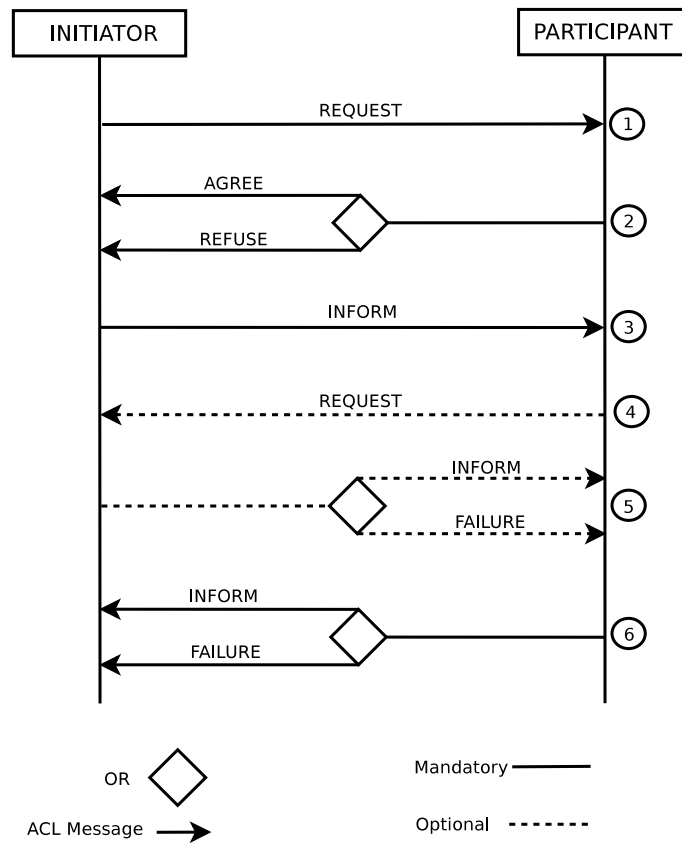 INITIATOR
PARTICIPANT
REQUEST
1
AGREE
2
REFUSE
INFORM
3
REQUEST
4
INFORM
5
FAILURE
INFORM
6
FAILURE
OR
Mandatory
ACL Message
Optional